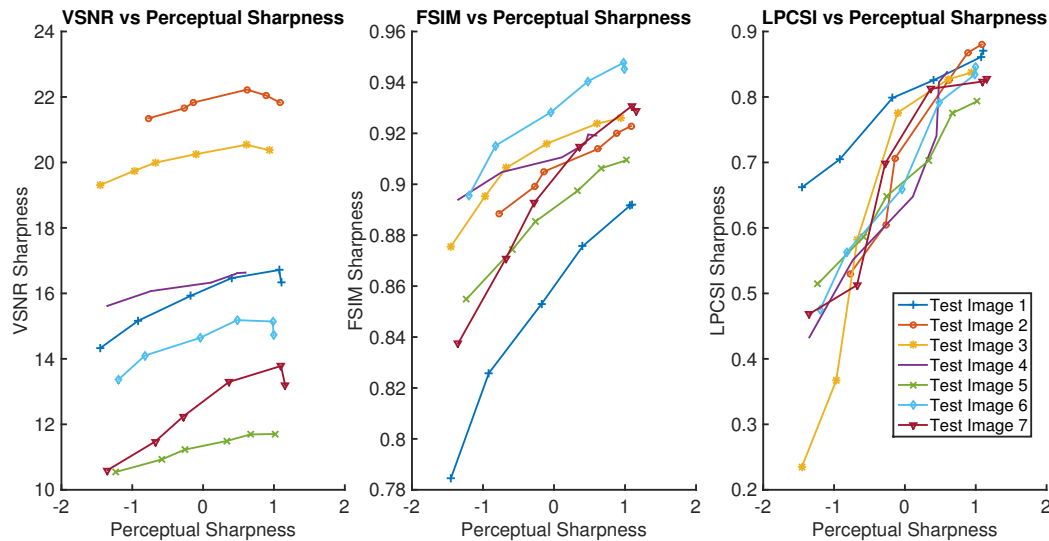 VSNR vs Perceptual Sharpness
24
22
20
18
16
14
12
10
-2
-1
0
1
2
VSNR Sharpness
Perceptual Sharpness
FSIM vs Perceptual Sharpness
0.96
0.94
0.92
0.9
0.88
0.86
0.84
0.82
0.8
0.78
-2
-1
0
1
2
FSIM Sharpness
Perceptual Sharpness
LPCSI vs Perceptual Sharpness
0.9
0.8
0.7
0.6
0.5
0.4
0.3
0.2
-2
-1
0
1
2
LPCSI Sharpness
Perceptual Sharpness
Test Image 1
Test Image 2
Test Image 3
Test Image 4
Test Image 5
Test Image 6
Test Image 7